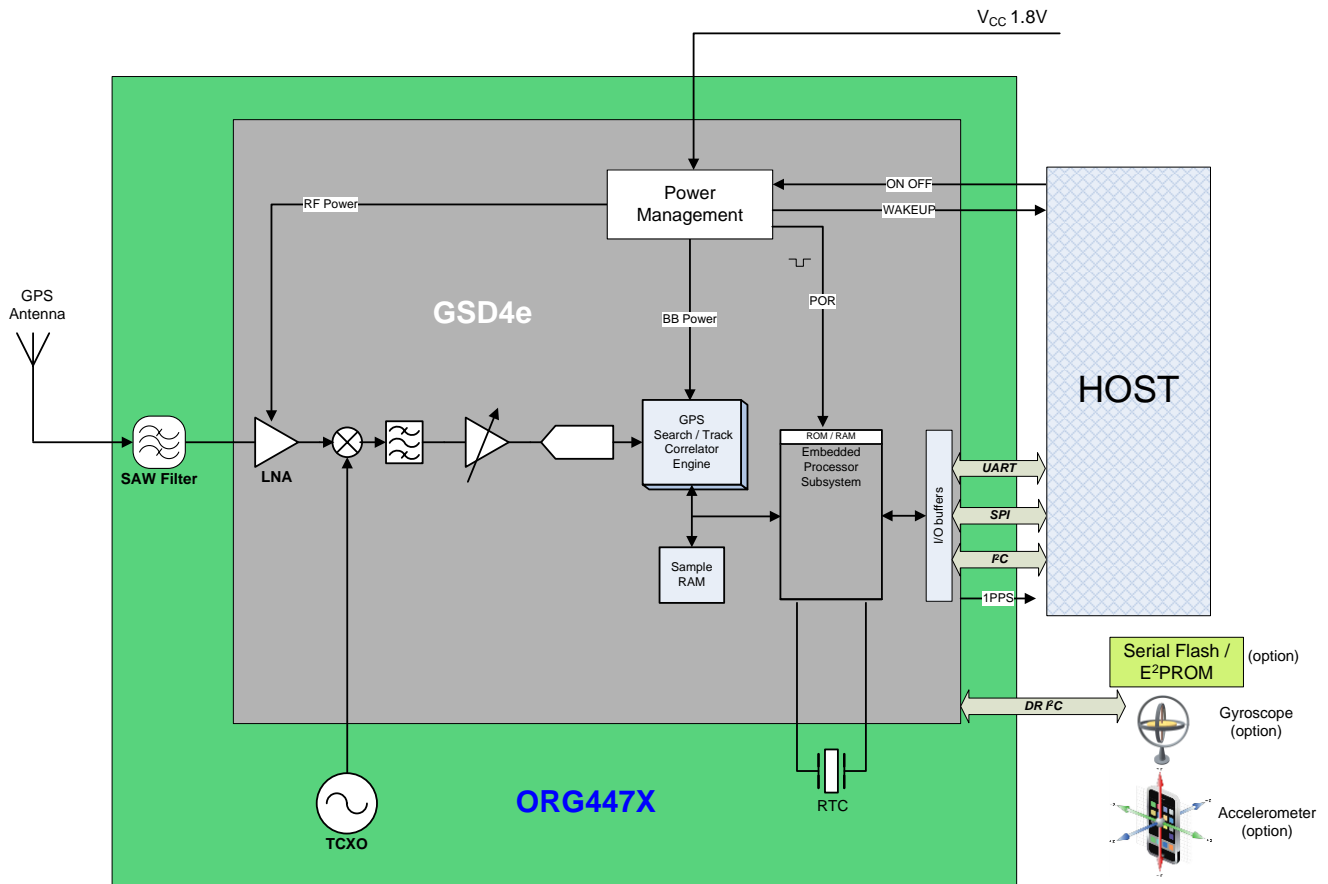 V_CC 1.8V
Power
Management
ON OFF
WAKEUP
RF Power
GPS
Antenna
GSD4e
POR
BB Power
HOST
GPS
Search / Track
Correlator
Engine
ROM / RAM
Embedded
Processor
Subsystem
SAW Filter
LNA
I/O buffers
UART
SPI
I²C
Sample
RAM
1PPS
Serial Flash /
E²PROM
(option)
DR I²C
Gyroscope
(option)
ORG447X
RTC
TCXO
Accelerometer
(option)